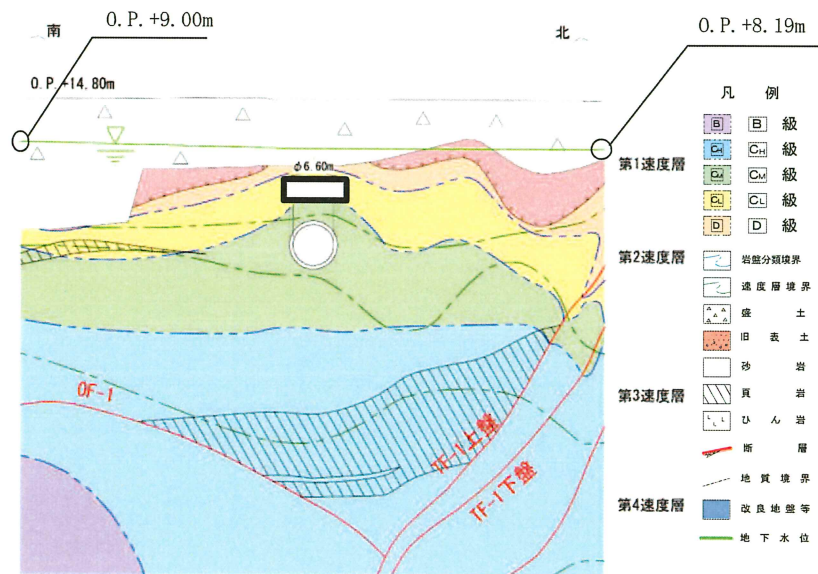 O.P.+9.00m
O.P.+8.19m
南
北
O.P.+14.80m
φ6.60m
第1速度層
第2速度層
第3速度層
第4速度層
OF-1
TF-1上盤
TF-1下盤
凡 例
B B 級
CH CH 級
CM CM 級
CL CL 級
D D 級
岩盤分類境界
速度層境界
盛 土
旧 表 土
砂 岩
頁 岩
ひ ん 岩
断 層
地質境界
改良地盤等
地下水位